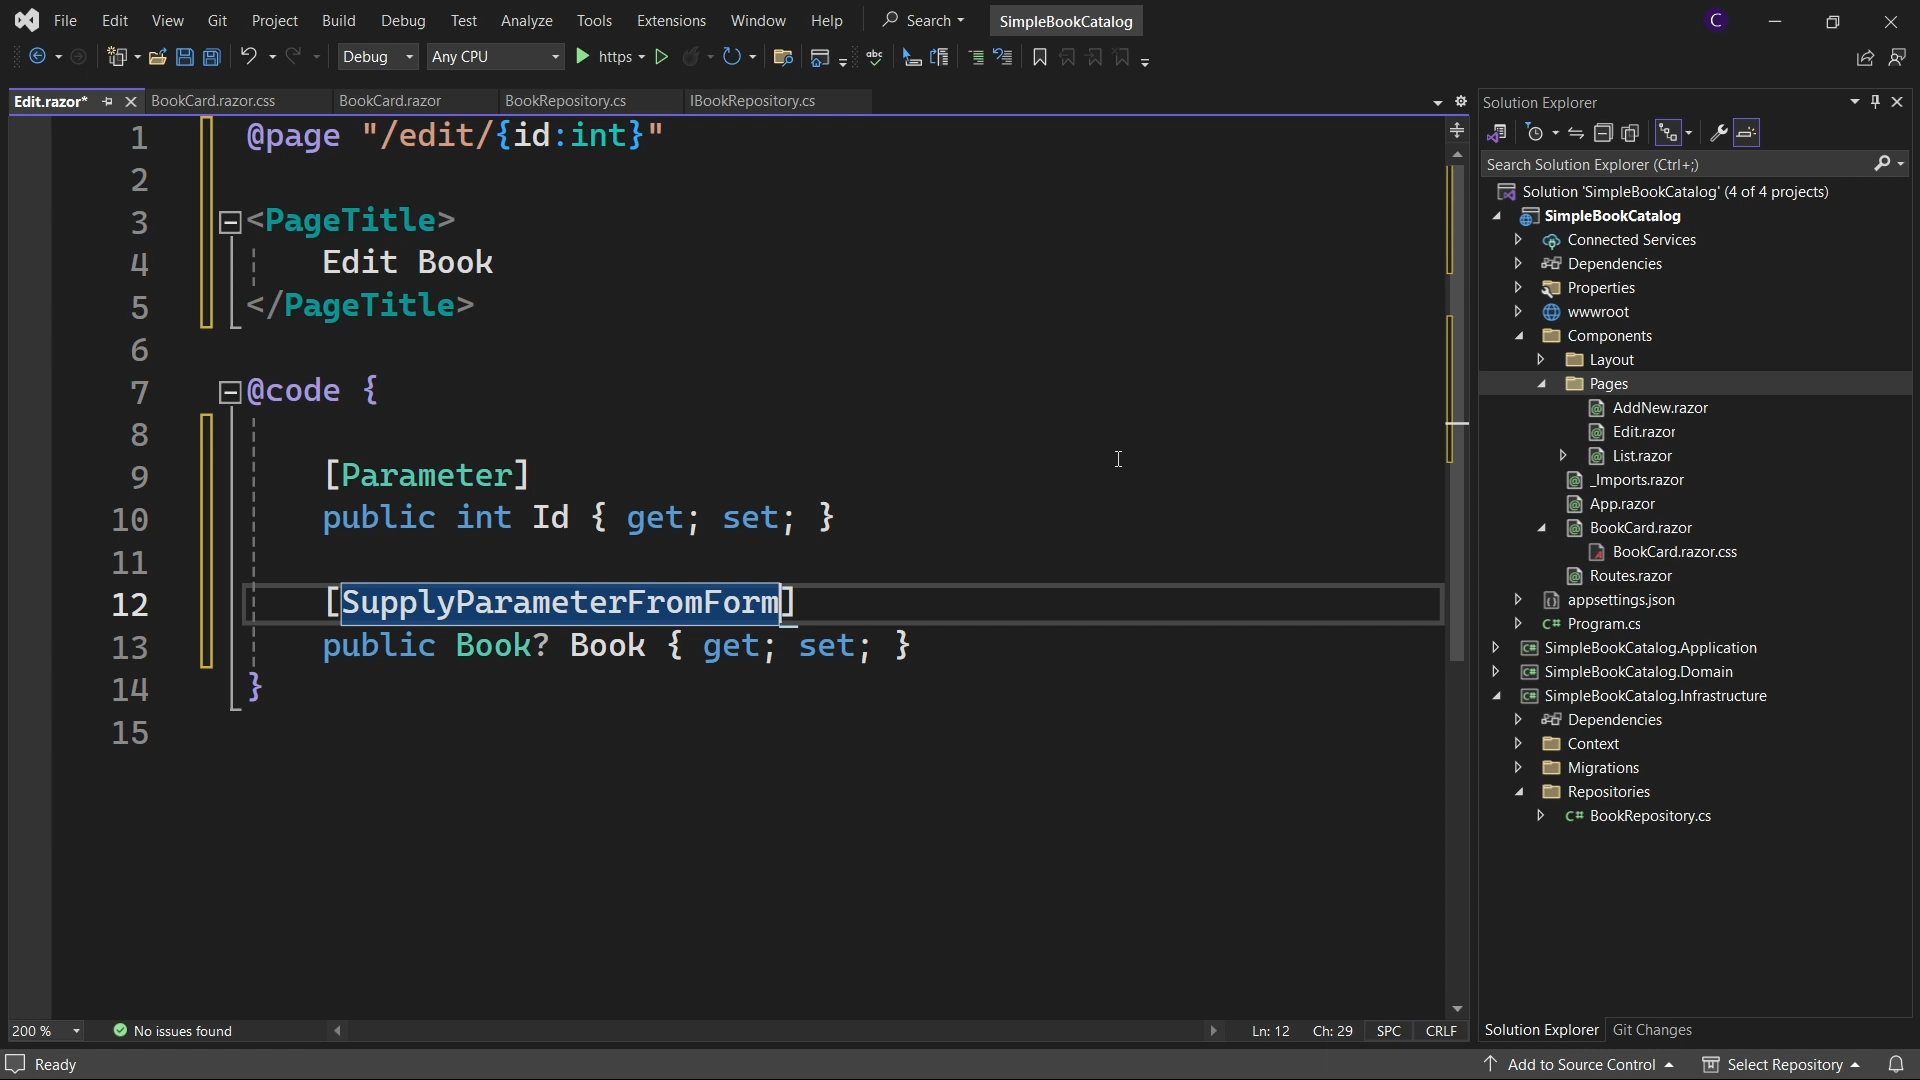 File Edit View Git Project Build Debug Test Analyze Tools Extensions Window Help Search SimpleBookCatalog C
Debug Any CPU https abc
Edit.razor* BookCard.razor.css BookCard.razor BookRepository.cs IBookRepository.cs
1 @page "/edit/{id:int}"
2
3 <PageTitle>
4 Edit Book
5 </PageTitle>
6
7 @code {
8
9 [Parameter]
10 public int Id { get; set; }
11
12 [SupplyParameterFromForm]
13 public Book? Book { get; set; }
14 }
15
200 % No issues found Ln: 12 Ch: 29 SPC CRLF
Solution Explorer
Search Solution Explorer (Ctrl+;)
Solution 'SimpleBookCatalog' (4 of 4 projects)
SimpleBookCatalog
Connected Services
Dependencies
Properties
wwwroot
Components
Layout
Pages
AddNew.razor
Edit.razor
List.razor
_Imports.razor
App.razor
BookCard.razor
BookCard.razor.css
Routes.razor
appsettings.json
C# Program.cs
C# SimpleBookCatalog.Application
C# SimpleBookCatalog.Domain
C# SimpleBookCatalog.Infrastructure
Dependencies
Context
Migrations
Repositories
C# BookRepository.cs
Solution Explorer Git Changes
Ready Add to Source Control Select Repository